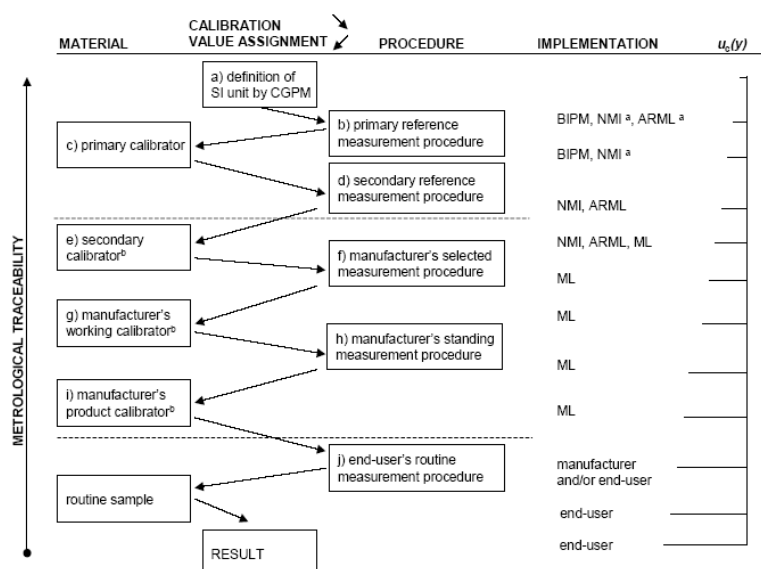 CALIBRATION
MATERIAL VALUE ASSIGNMENT PROCEDURE IMPLEMENTATION u_c(y)
a) definition of
SI unit by CGPM
b) primary reference
measurement procedure
BIPM, NMI ᵃ, ARML ᵃ
c) primary calibrator
BIPM, NMI ᵃ
d) secondary reference
measurement procedure
NMI, ARML
e) secondary
calibratorᵇ
NMI, ARML, ML
f) manufacturer's selected
measurement procedure
ML
g) manufacturer's
working calibratorᵇ
ML
h) manufacturer's standing
measurement procedure
ML
i) manufacturer's
product calibratorᵇ
ML
j) end-user's routine
measurement procedure
manufacturer
and/or end-user
routine sample
end-user
RESULT
end-user
METROLOGICAL TRACEABILITY